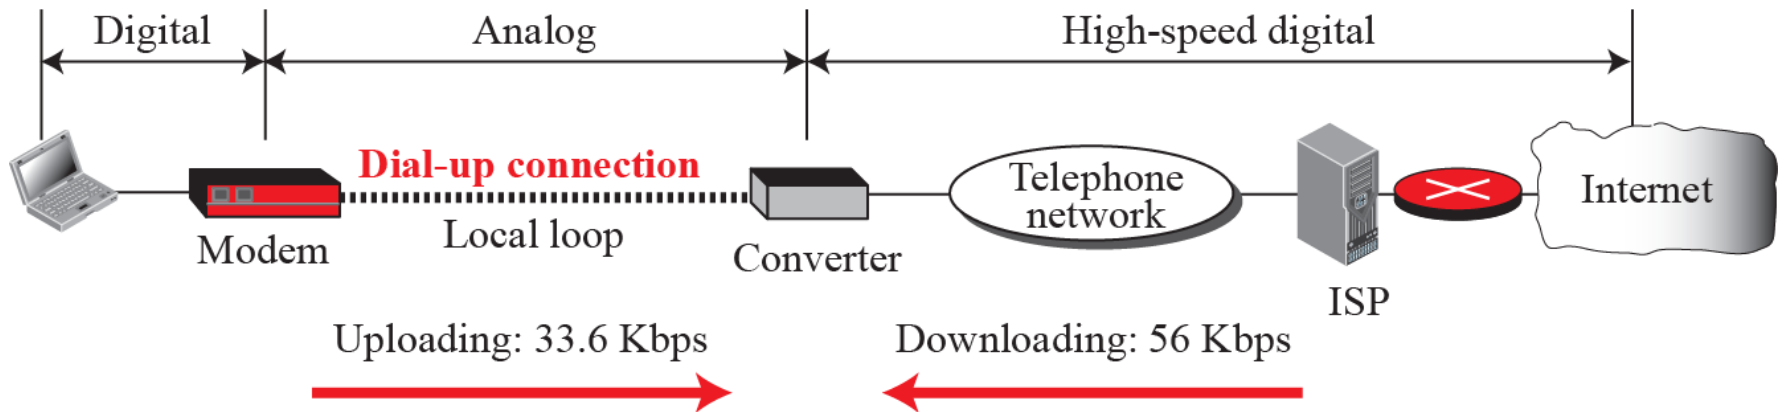 Digital
Analog
High-speed digital
Dial-up connection
Telephone
network
Internet
Modem
Local loop
Converter
ISP
Uploading: 33.6 Kbps
Downloading: 56 Kbps